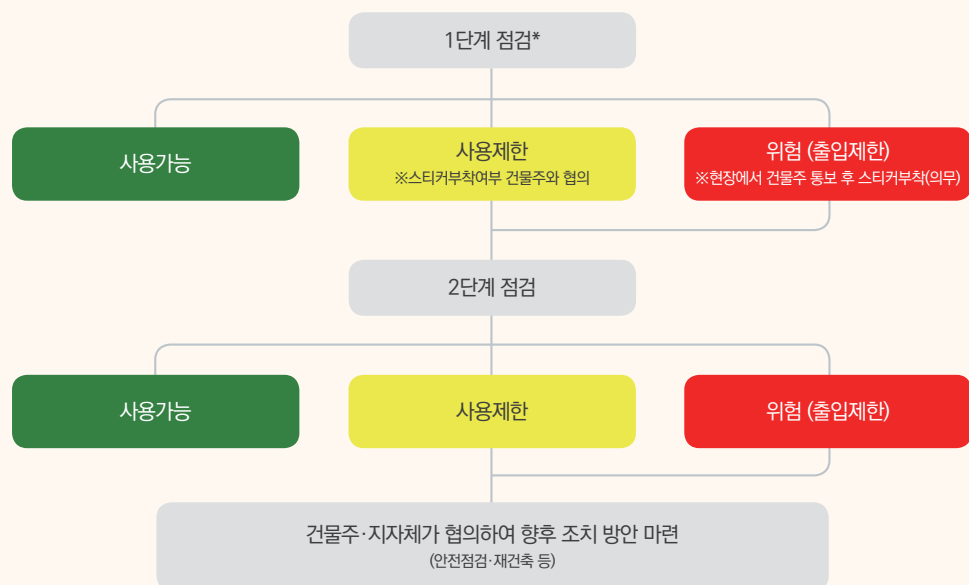 1단계 점검*
사용가능
사용제한
※스티커부착여부 건물주와 협의
위험 (출입제한)
※현장에서 건물주 통보 후 스티커부착(의무)
2단계 점검
사용가능
사용제한
위험 (출입제한)
건물주·지자체가 협의하여 향후 조치 방안 마련
(안전점검·재건축 등)